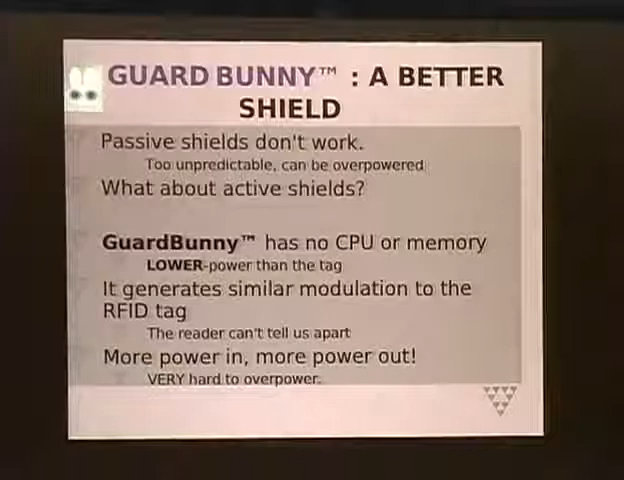 GUARD BUNNY™ : A BETTER
SHIELD
Passive shields don't work.
Too unpredictable, can be overpowered
What about active shields?
GuardBunny™ has no CPU or memory
LOWER-power than the tag
It generates similar modulation to the
RFID tag
The reader can't tell us apart
More power in, more power out!
VERY hard to overpower.